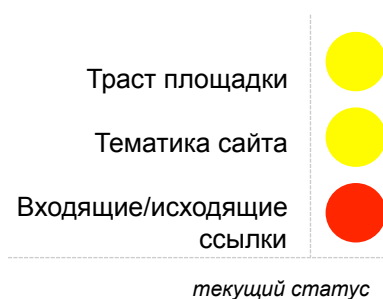 Траст площадки
Тематика сайта
Входящие/исходящие
ссылки
текущий статус